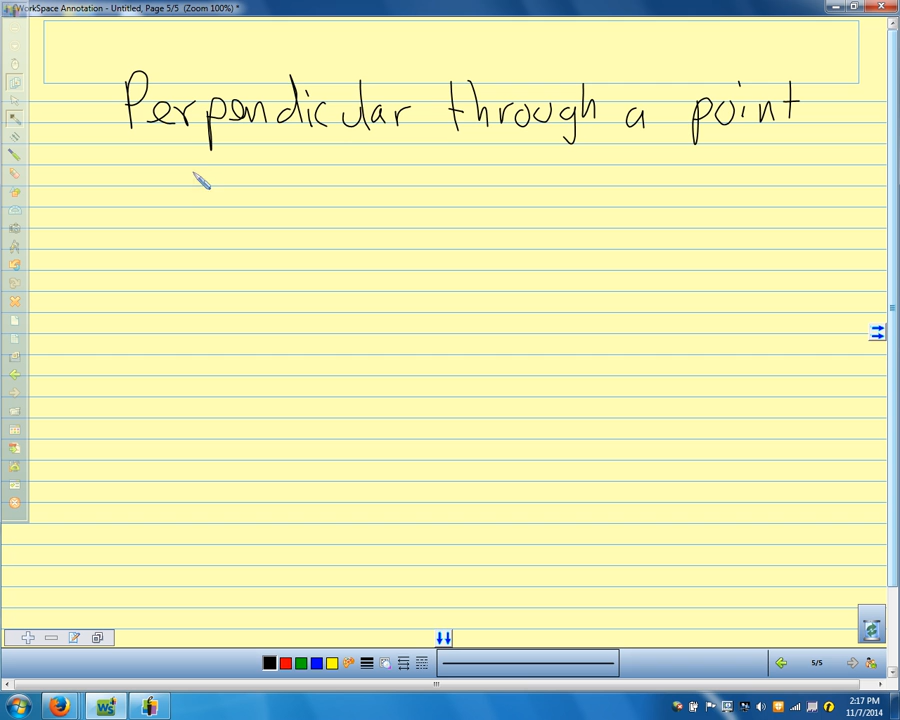 WorkSpace Annotation - Untitled, Page 5/5 (Zoom 100%) *
Perpendicular through a point
5/5
2:17 PM
11/7/2014